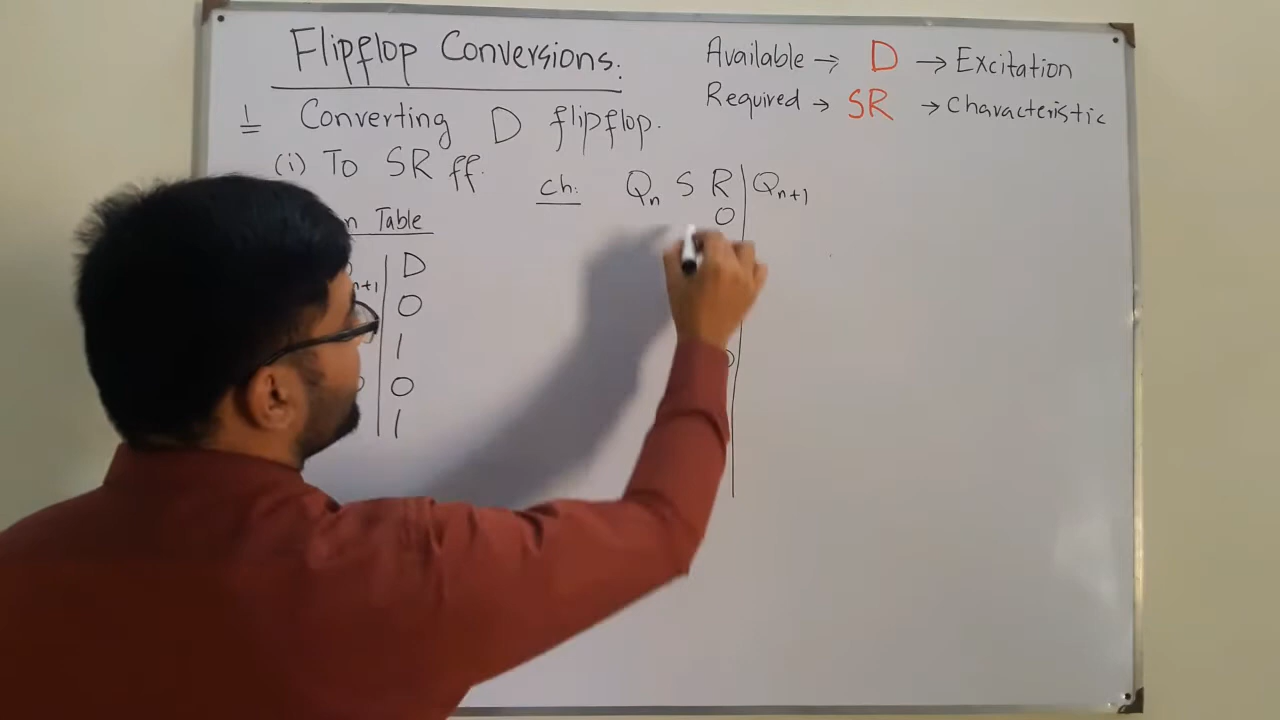 Flipflop Conversions:
Available → D → Excitation
Required → SR → Characteristic
1 Converting D flipflop.
(i) To SR ff.
Ch: Qn S R Qn+1
0
n Table
n+1 D
0
1
0
1